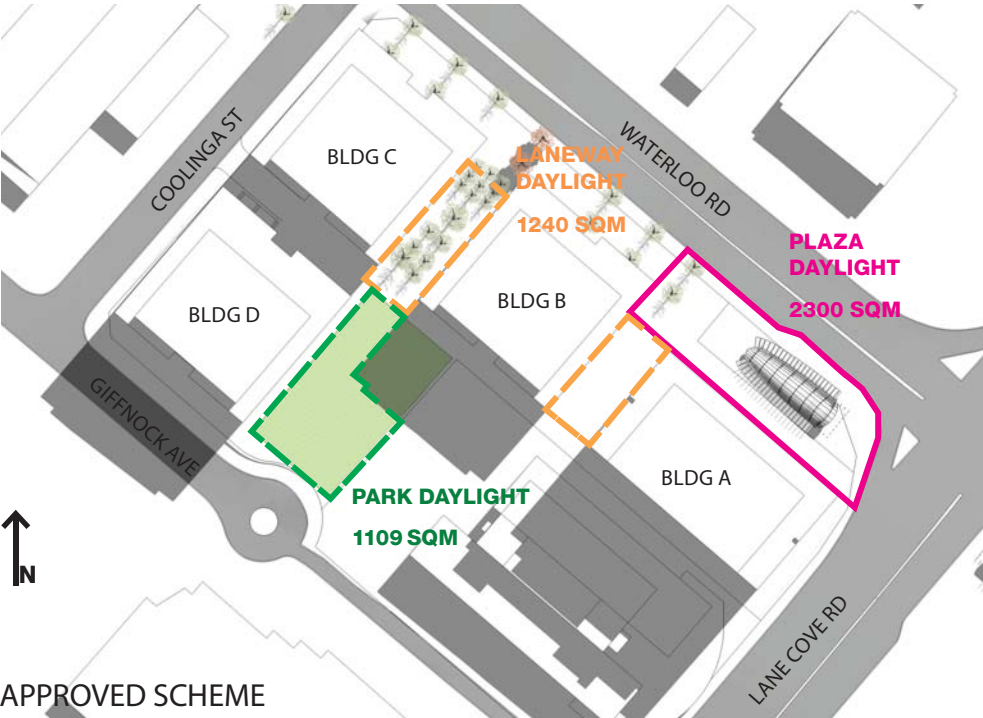 COOLINGA ST
BLDG C
LANEWAY
DAYLIGHT
1240 SQM
WATERLOO RD
PLAZA
DAYLIGHT
2300 SQM
BLDG D
BLDG B
GIFFNOCK AVE
BLDG A
PARK DAYLIGHT
1109 SQM
N
LANE COVE RD
APPROVED SCHEME